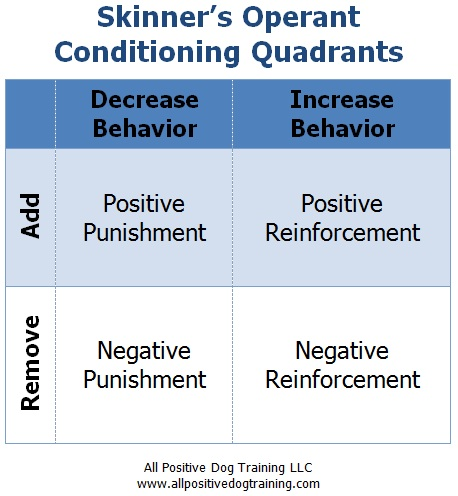 Skinner's Operant
Conditioning Quadrants
Decrease
Behavior
Increase
Behavior
Add
Positive
Punishment
Positive
Reinforcement
Remove
Negative
Punishment
Negative
Reinforcement
All Positive Dog Training LLC
www.allpositivedogtraining.com